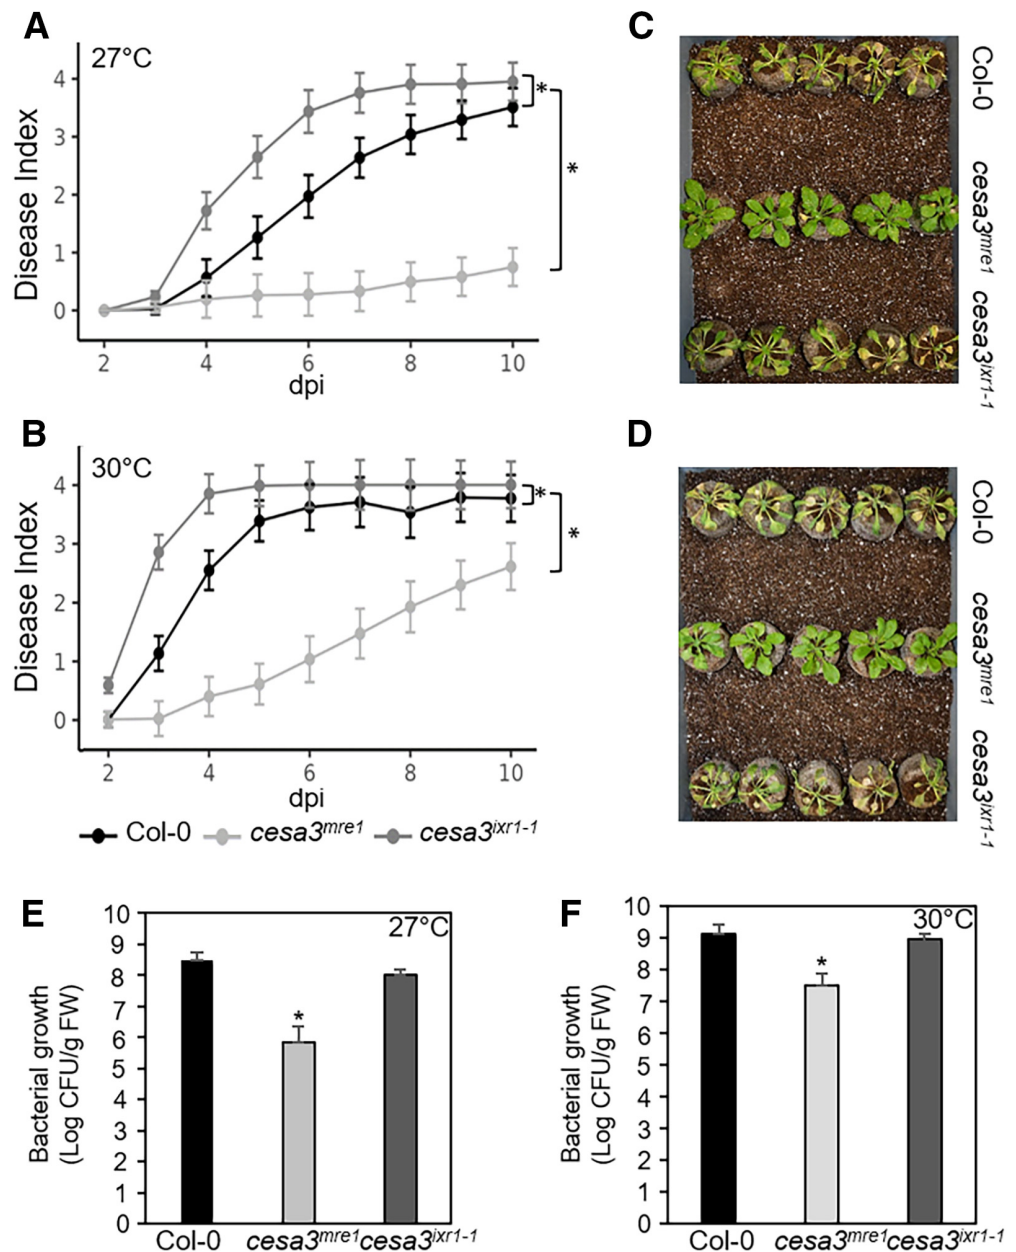 A
27°C
Disease Index
4
3
2
1
0
2 4 6 8 10
dpi
*
*
B
30°C
Disease Index
4
3
2
1
0
2 4 6 8 10
dpi
*
*
Col-0 cesa3mre1 cesa3ixr1-1
C
Col-0
cesa3mre1
cesa3ixr1-1
D
Col-0
cesa3mre1
cesa3ixr1-1
E
27°C
Bacterial growth
(Log CFU/g FW)
10
9
8
7
6
5
4
3
2
1
0
*
Col-0 cesa3mre1 cesa3ixr1-1
F
30°C
Bacterial growth
(Log CFU/g FW)
10
9
8
7
6
5
4
3
2
1
0
*
Col-0 cesa3mre1 cesa3ixr1-1